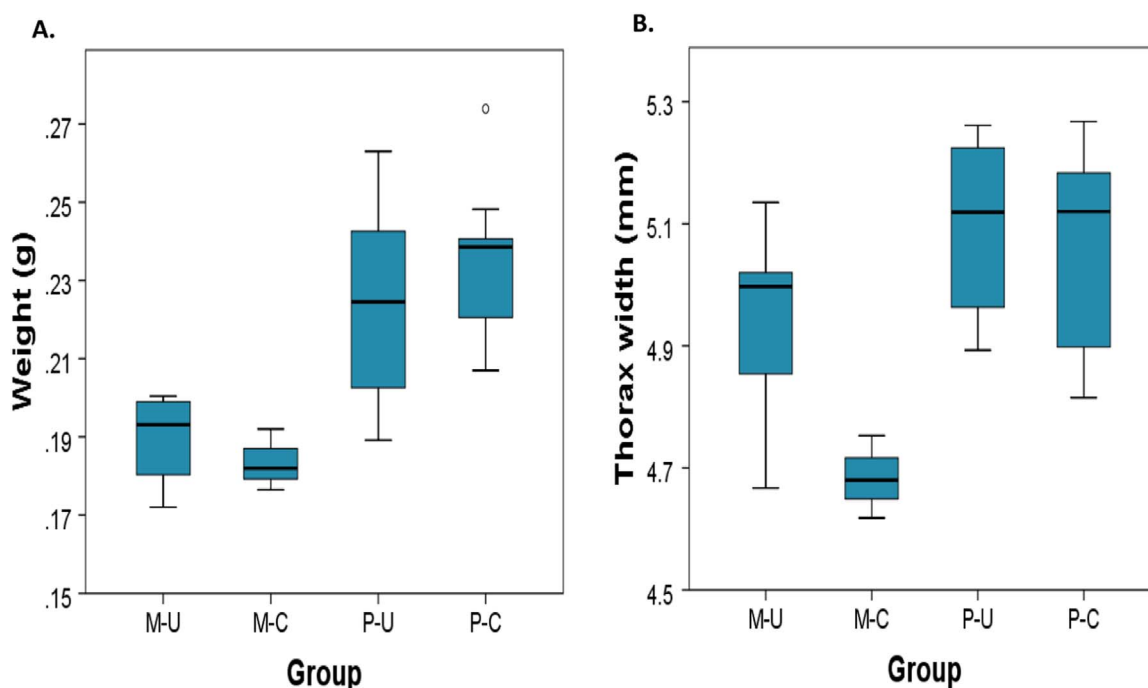 A.
Weight (g)
.27
.25
.23
.21
.19
.17
.15
M-U M-C P-U P-C
Group
B.
Thorax width (mm)
5.3
5.1
4.9
4.7
4.5
M-U M-C P-U P-C
Group